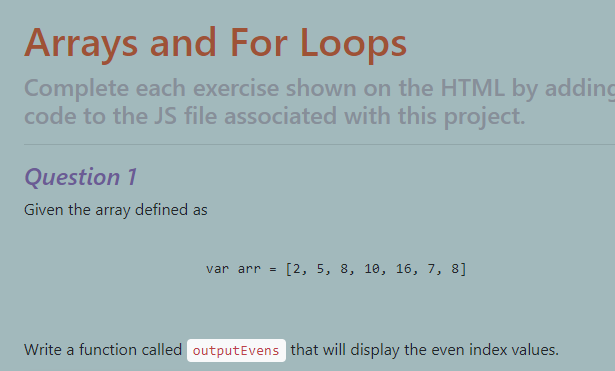 Arrays and For Loops
Complete each exercise shown on the HTML by adding
code to the JS file associated with this project.
Question 1
Given the array defined as
var arr = [2, 5, 8, 10, 16, 7, 8]
Write a function called outputEvens that will display the even index values.